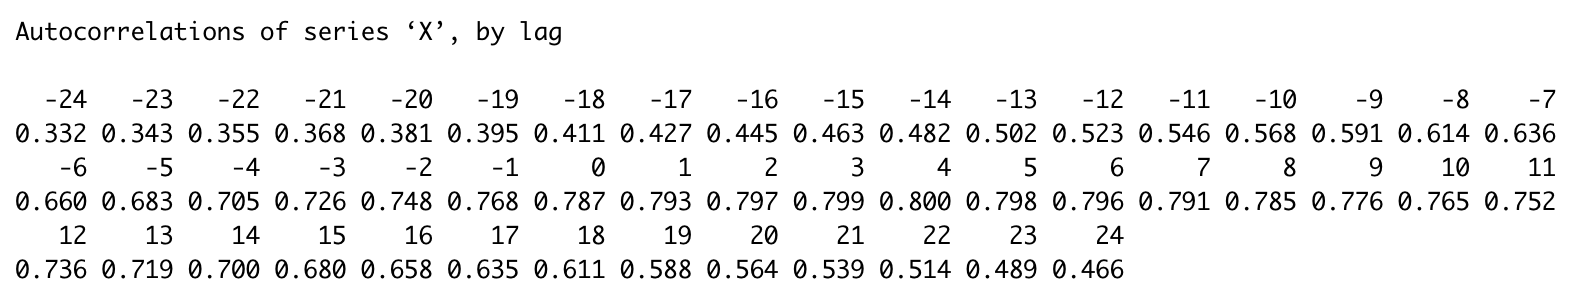 Autocorrelations of series ‘X’, by lag
-24 -23 -22 -21 -20 -19 -18 -17 -16 -15 -14 -13 -12 -11 -10 -9 -8 -7
0.332 0.343 0.355 0.368 0.381 0.395 0.411 0.427 0.445 0.463 0.482 0.502 0.523 0.546 0.568 0.591 0.614 0.636
-6 -5 -4 -3 -2 -1 0 1 2 3 4 5 6 7 8 9 10 11
0.660 0.683 0.705 0.726 0.748 0.768 0.787 0.793 0.797 0.799 0.800 0.798 0.796 0.791 0.785 0.776 0.765 0.752
12 13 14 15 16 17 18 19 20 21 22 23 24
0.736 0.719 0.700 0.680 0.658 0.635 0.611 0.588 0.564 0.539 0.514 0.489 0.466